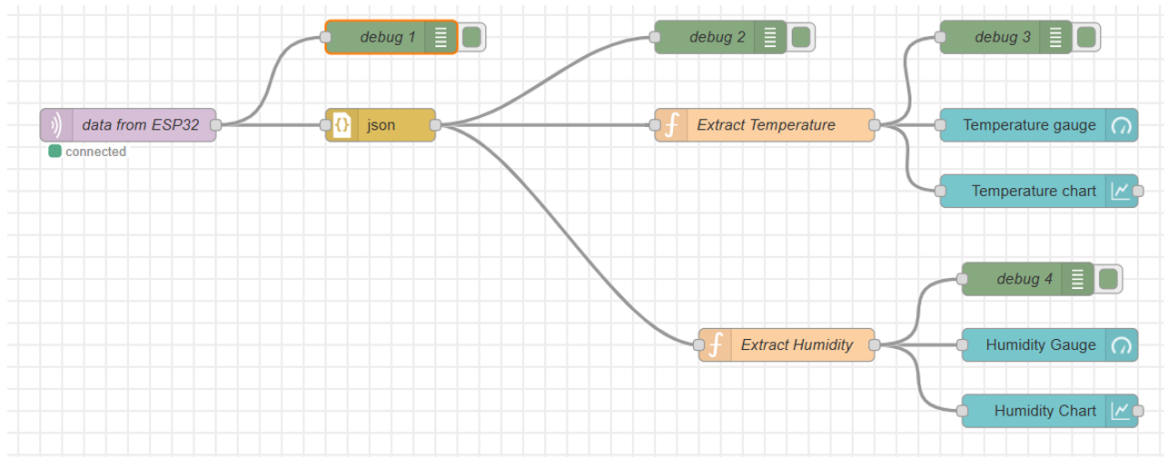 debug 1
debug 2
debug 3
data from ESP32
json
Extract Temperature
Temperature gauge
connected
Temperature chart
debug 4
Extract Humidity
Humidity Gauge
Humidity Chart